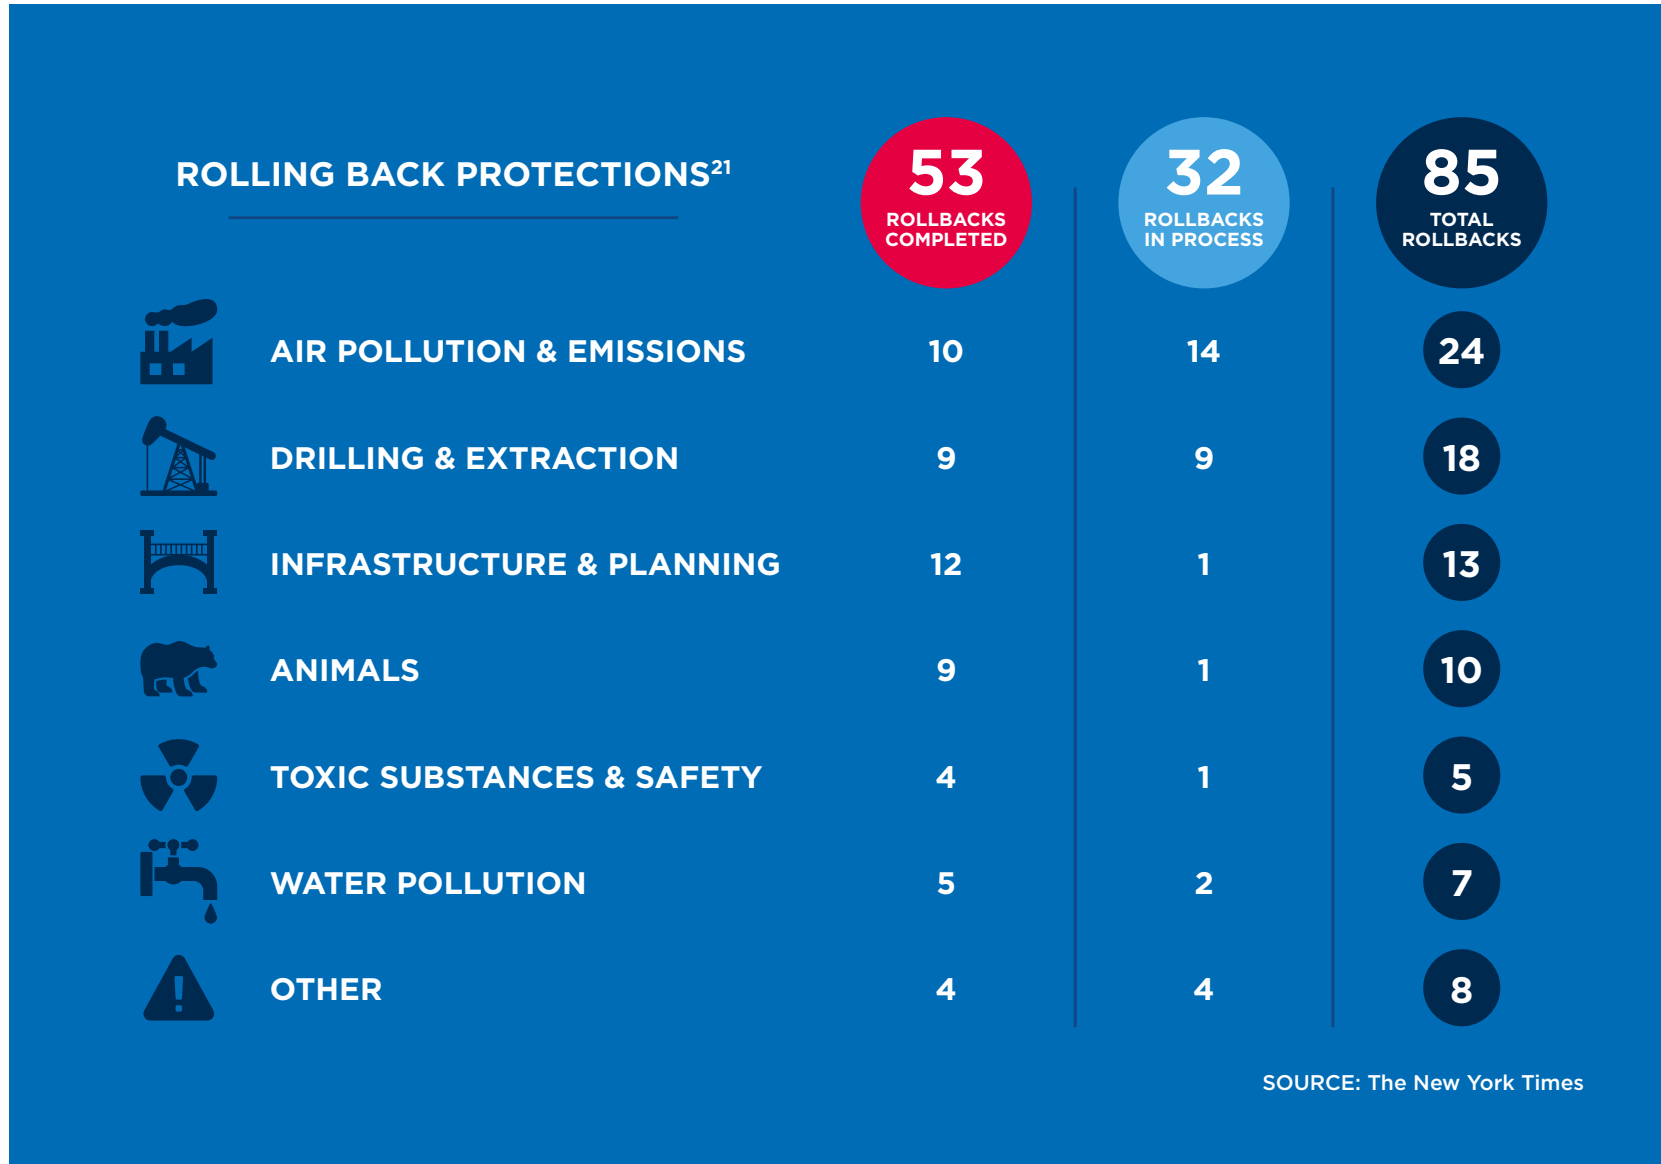 ROLLING BACK PROTECTIONS21
53
ROLLBACKS
COMPLETED
32
ROLLBACKS
IN PROCESS
85
TOTAL
ROLLBACKS
AIR POLLUTION & EMISSIONS 10 14 24
DRILLING & EXTRACTION 9 9 18
INFRASTRUCTURE & PLANNING 12 1 13
ANIMALS 9 1 10
TOXIC SUBSTANCES & SAFETY 4 1 5
WATER POLLUTION 5 2 7
OTHER 4 4 8
SOURCE: The New York Times